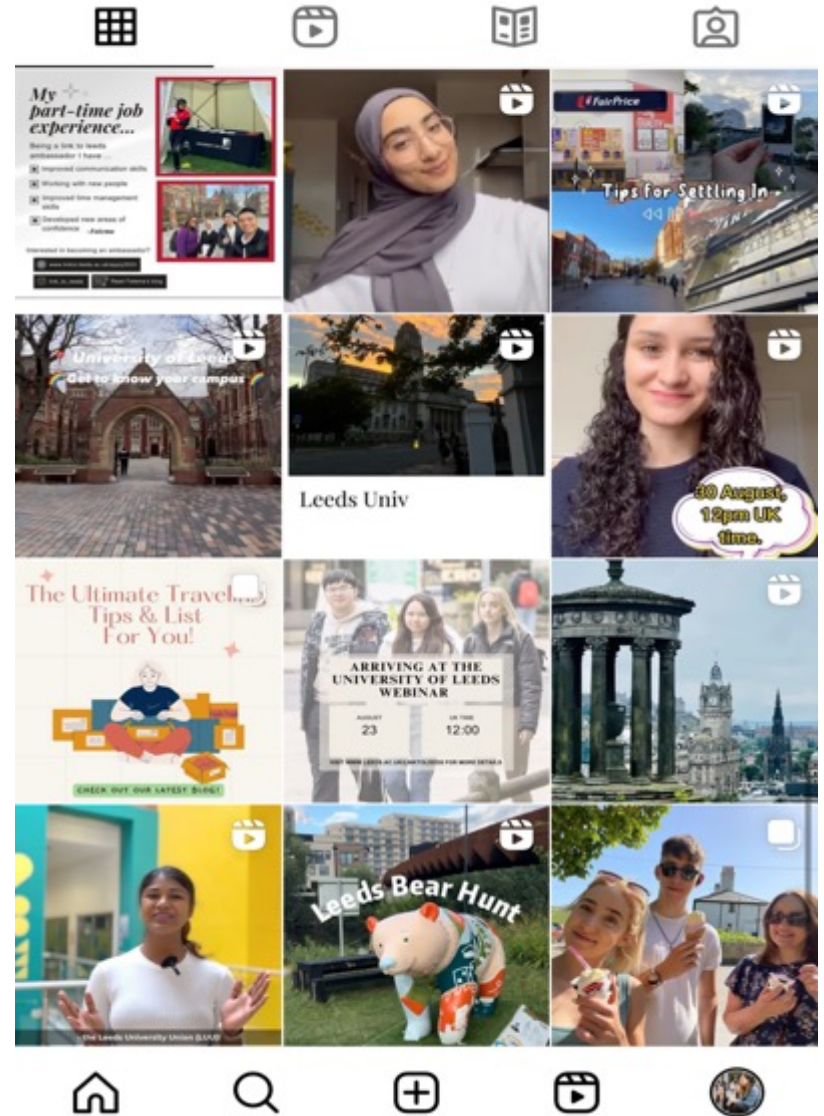 My
part-time job
experience...
Being a link to leeds
ambassador I have ...
Improved communication skills
Working with new people
Improved time management
skills
Developed new areas of
confidence
Interested in becoming an ambassador?
FairPrice
Tips for Settling In
University of Leeds
Get to know your campus
Leeds Univ
30 August,
12pm UK
time.
The Ultimate Traveling
Tips & List
For You!
CHECK OUT OUR LATEST BLOG!
ARRIVING AT THE
UNIVERSITY OF LEEDS
WEBINAR
AUGUST
23
UK TIME
12:00
the Leeds University Union (LUU)
Leeds Bear Hunt